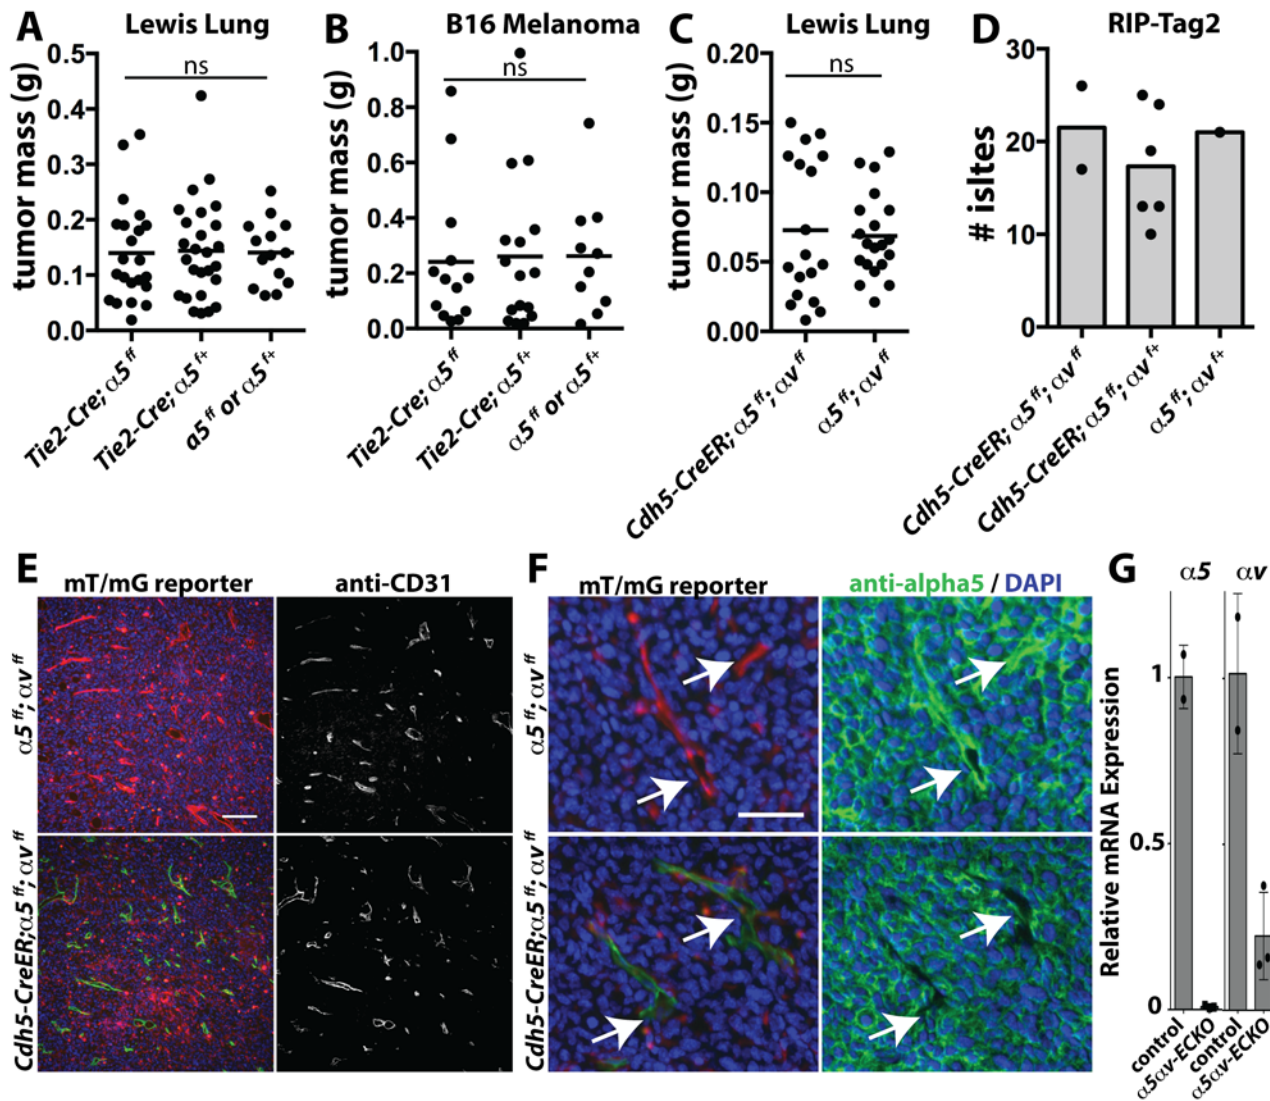 A Lewis Lung
tumor mass (g)
0.5
0.4
0.3
0.2
0.1
0.0
ns
Tie2-Cre; α5 ff
Tie2-Cre; α5 f+
a5 ff or α5 f+
B B16 Melanoma
tumor mass (g)
1.0
0.8
0.6
0.4
0.2
0.0
ns
Tie2-Cre; α5 ff
Tie2-Cre; α5 f+
α5 ff or α5 f+
C Lewis Lung
tumor mass (g)
0.20
0.15
0.10
0.05
0.00
ns
Cdh5-CreER; α5 ff; αv ff
α5 ff; αv ff
D RIP-Tag2
# isltes
30
20
10
0
Cdh5-CreER; α5 ff; αv ff
Cdh5-CreER; α5 ff; αv f+
α5 ff; αv f+
E
mT/mG reporter
anti-CD31
α5 ff; αv ff
Cdh5-CreER;α5 ff; αv ff
F
mT/mG reporter
anti-alpha5 / DAPI
α5 ff; αv ff
Cdh5-CreER;α5 ff; αv ff
G
α5 αv
Relative mRNA Expression
1
0.5
0
control
α5αv-ECKO
control
α5αv-ECKO